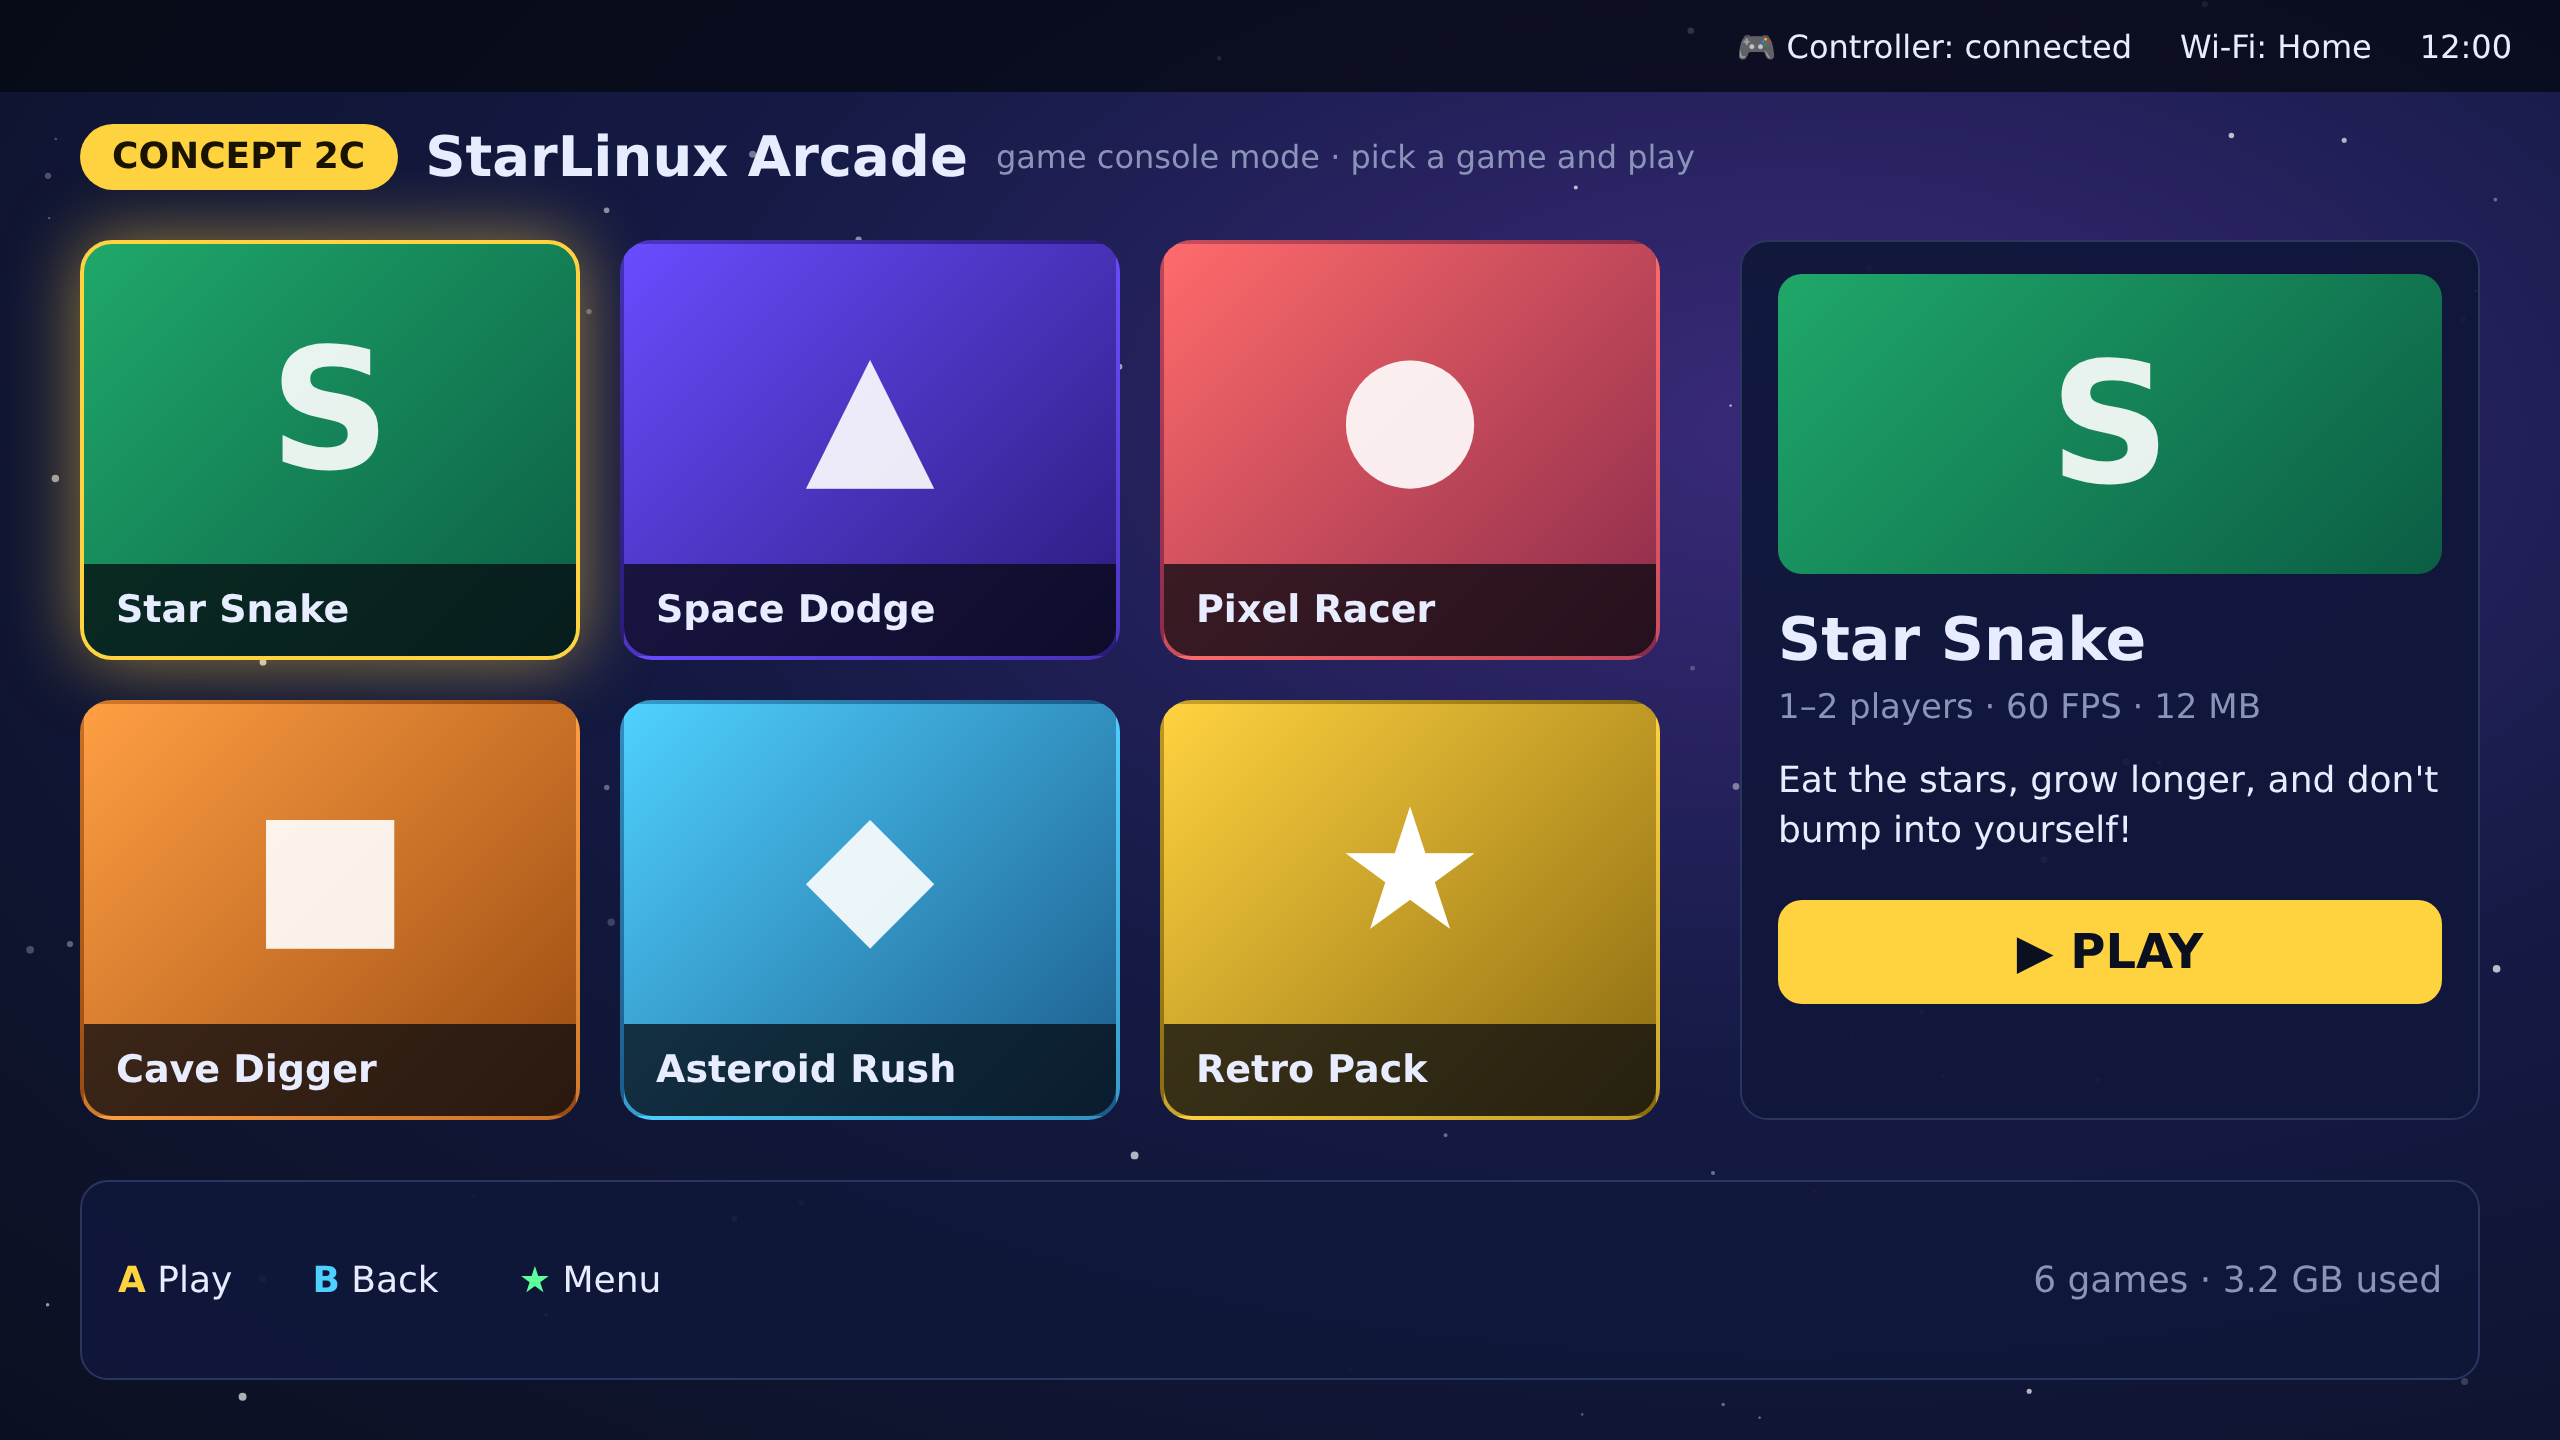 🎮 Controller: connected Wi-Fi: Home 12:00
CONCEPT 2C StarLinux Arcade game console mode · pick a game and play
S
Star Snake
Space Dodge
Pixel Racer
Cave Digger
Asteroid Rush
Retro Pack
S
Star Snake
1–2 players · 60 FPS · 12 MB
Eat the stars, grow longer, and don't
bump into yourself!
▶ PLAY
A Play B Back ★ Menu 6 games · 3.2 GB used